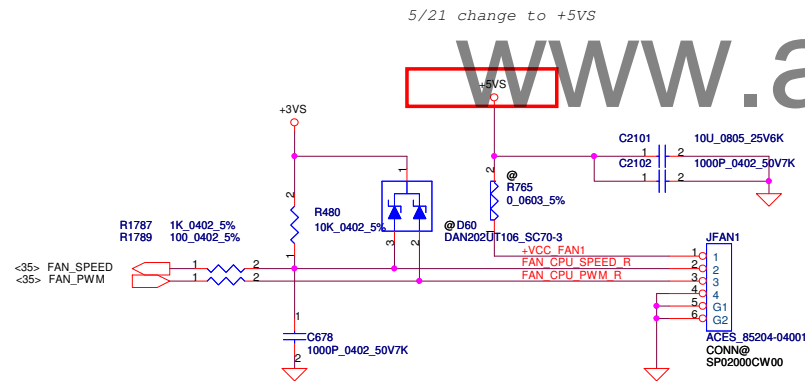 5/21 change to +5VS
www.a
+5VS
+3VS
C2101 10U_0805_25V6K
1 2
C2102 1000P_0402_50V7K
1 2
2
@
R765
0_0603_5%
1
1
2
R480
10K_0402_5%
1
@D60
DAN202UT106_SC70-3
3 2
R1787 1K_0402_5%
R1789 100_0402_5%
JFAN1
+VCC_FAN1 1 1
<35> FAN_SPEED 1 2 FAN_CPU_SPEED_R 2 2
<35> FAN_PWM 1 2 FAN_CPU_PWM_R 3 3
4 4
5 G1
6 G2
1
C678
1000P_0402_50V7K
2
ACES_85204-04001
CONN@
SP02000CW00